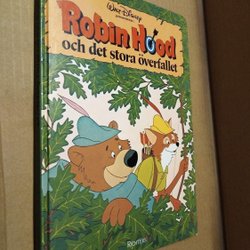 Walt Disney
Robin Hood
och det stora överfallet